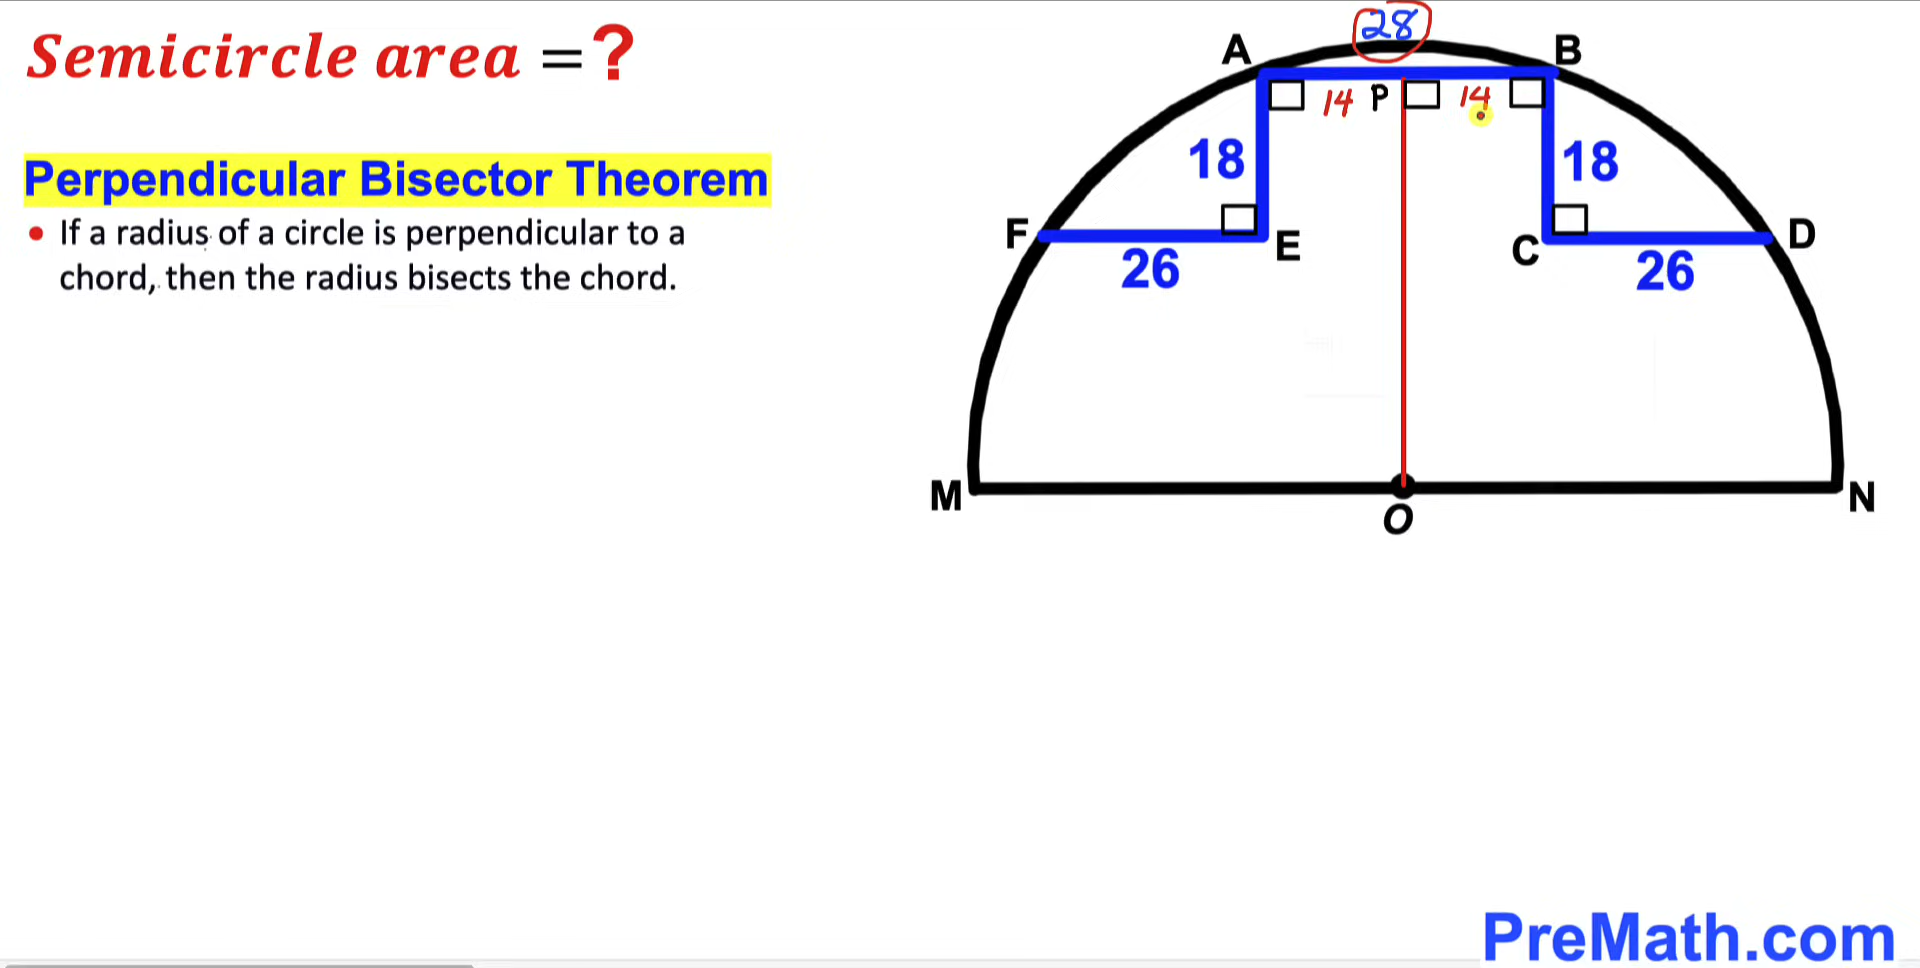 Semicircle area = ?
Perpendicular Bisector Theorem
• If a radius of a circle is perpendicular to a
chord, then the radius bisects the chord.
28
A
B
14 P 14
18
18
F
E
C
D
26
26
M
O
N
PreMath.com